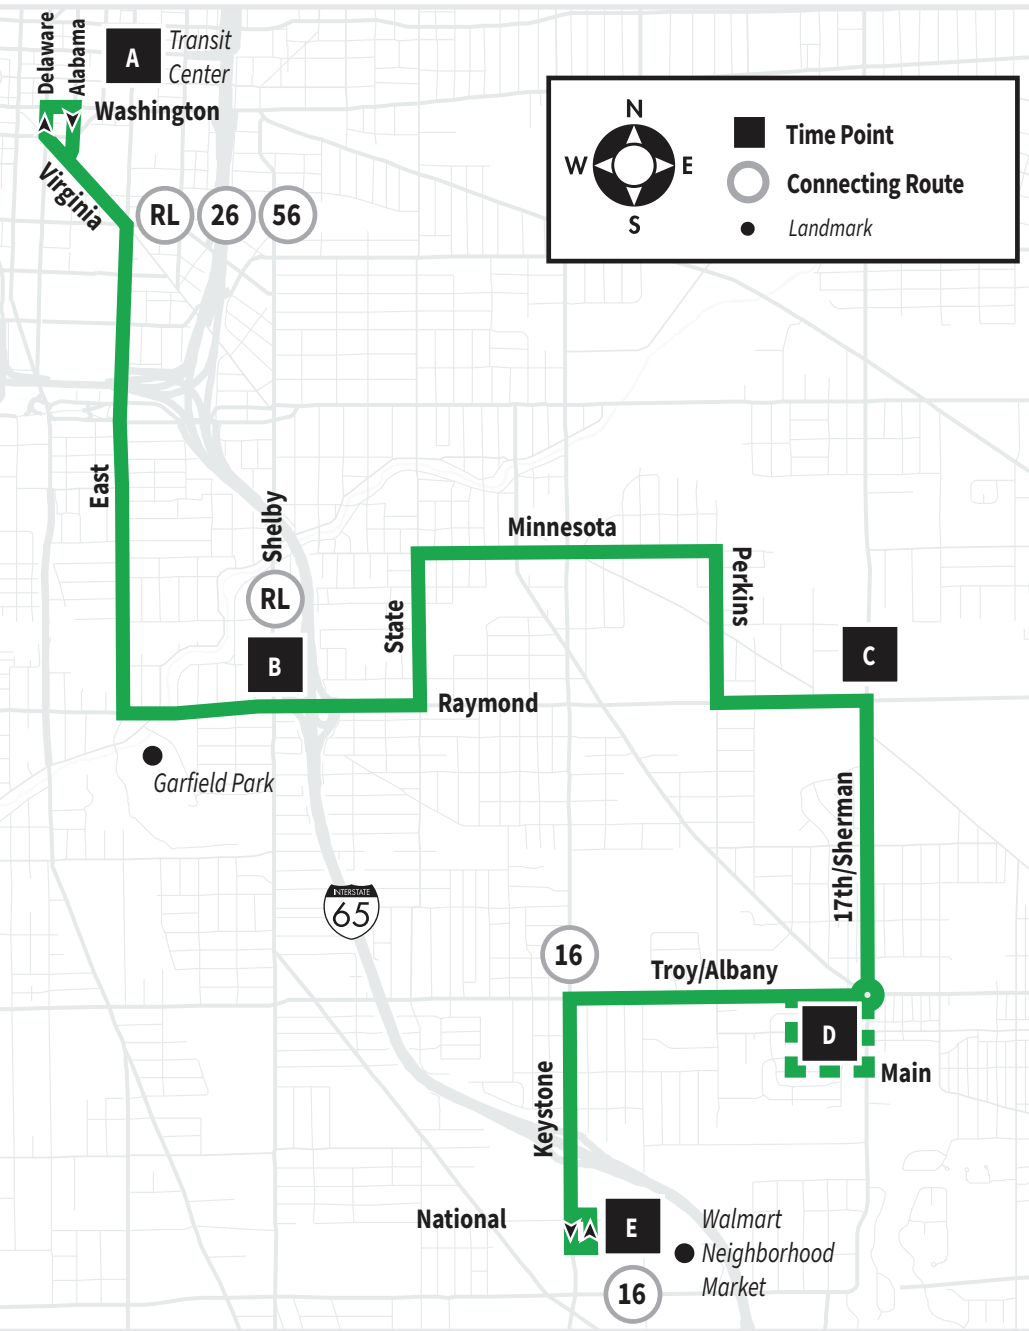 Delaware
Alabama
A
Transit
Center
Washington
Virginia
RL
26
56
N
W
E
S
Time Point
Connecting Route
Landmark
East
Shelby
RL
B
Minnesota
State
Perkins
C
Raymond
Garfield Park
17th/Sherman
INTERSTATE
65
16
Troy/Albany
D
Main
Keystone
National
E
Walmart
Neighborhood
Market
16